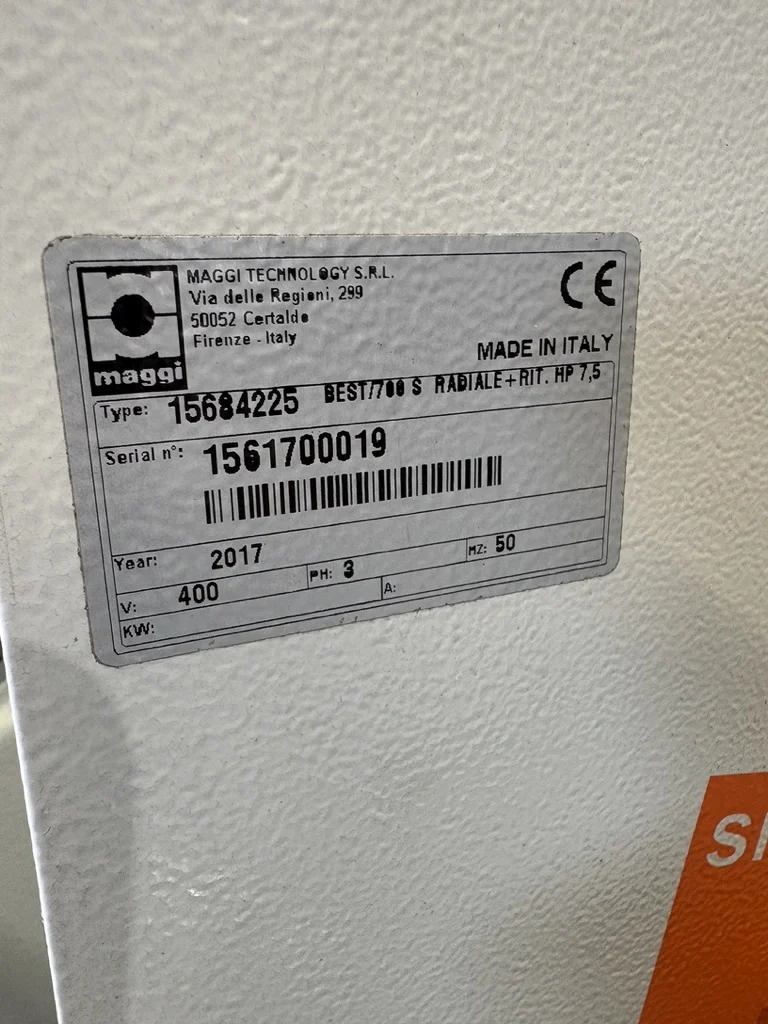 MAGGI TECHNOLOGY S.R.L.
Via delle Regioni, 299
50052 Certaldo
Firenze - Italy
CE
maggi
MADE IN ITALY
Type: 15684225 BEST/700 S RADIALE+RIT. HP 7,5
Serial n°: 1561700019
Year: 2017
V: 400 PH: 3 HZ: 50
KW: A: